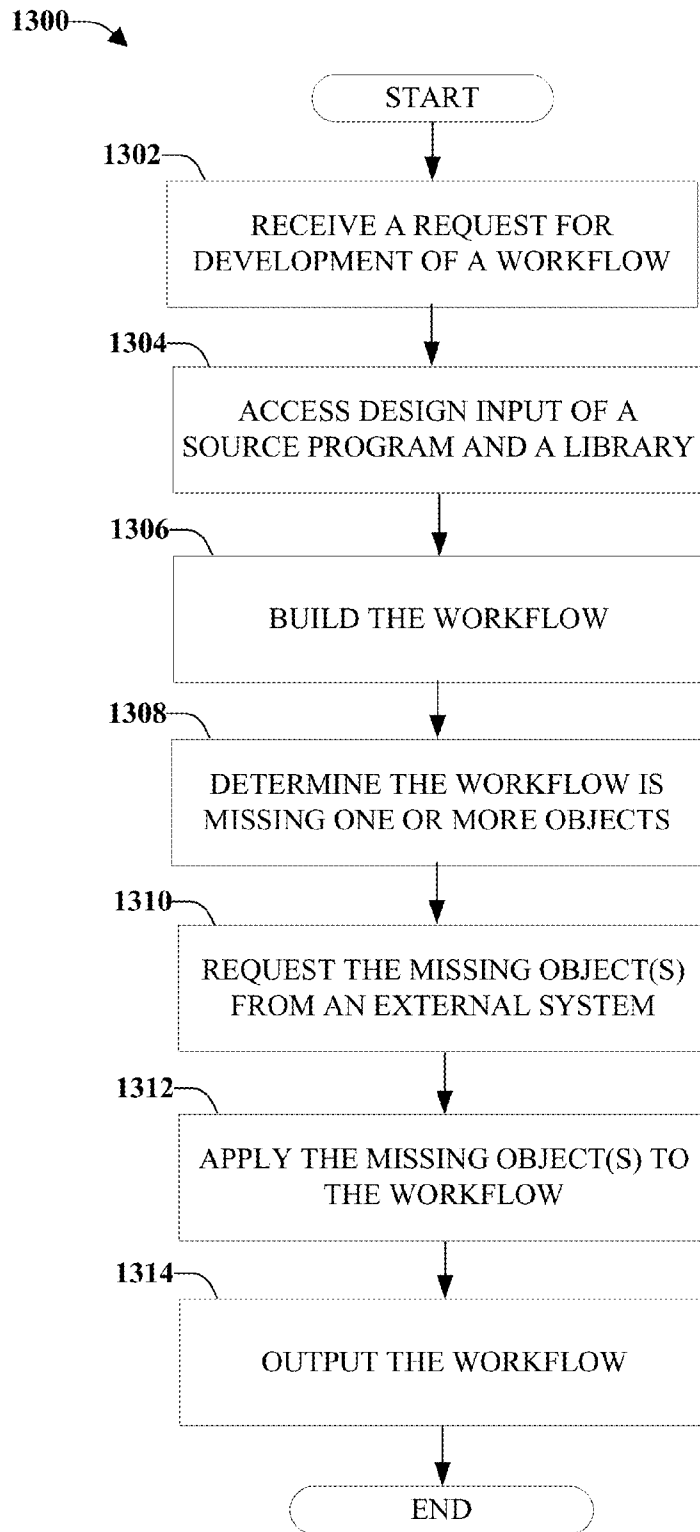 1300
START
1302
RECEIVE A REQUEST FOR
DEVELOPMENT OF A WORKFLOW
1304
ACCESS DESIGN INPUT OF A
SOURCE PROGRAM AND A LIBRARY
1306
BUILD THE WORKFLOW
1308
DETERMINE THE WORKFLOW IS
MISSING ONE OR MORE OBJECTS
1310
REQUEST THE MISSING OBJECT(S)
FROM AN EXTERNAL SYSTEM
1312
APPLY THE MISSING OBJECT(S) TO
THE WORKFLOW
1314
OUTPUT THE WORKFLOW
END